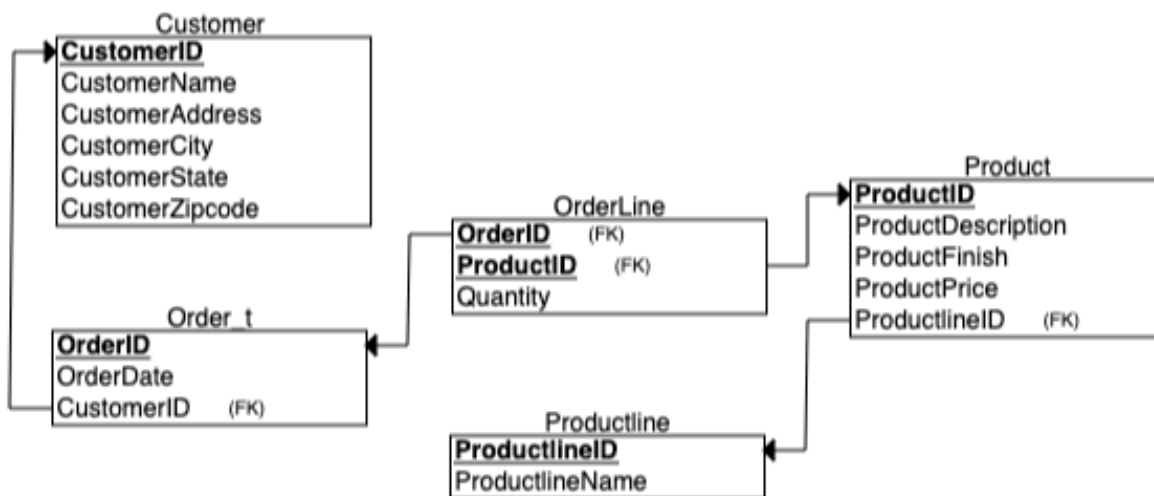 Customer
CustomerID
CustomerName
CustomerAddress
CustomerCity
CustomerState
CustomerZipcode
Order_t
OrderID
OrderDate
CustomerID (FK)
OrderLine
OrderID (FK)
ProductID (FK)
Quantity
Productline
ProductlineID
ProductlineName
Product
ProductID
ProductDescription
ProductFinish
ProductPrice
ProductlineID (FK)